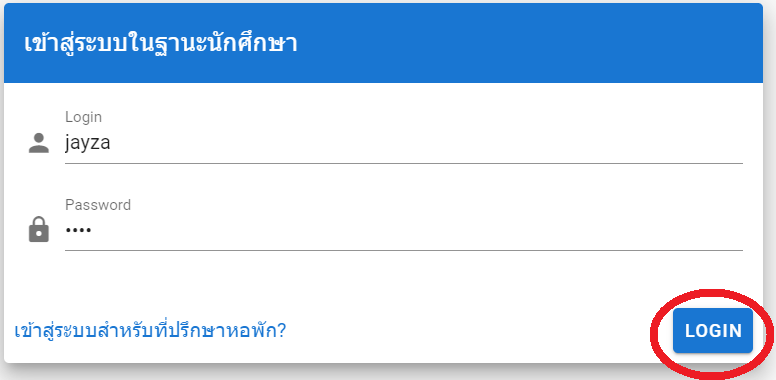 เข้าสู่ระบบในฐานะนักศึกษา
Login
jayza
Password
••••
เข้าสู่ระบบสำหรับที่ปรึกษาหอพัก?
LOGIN